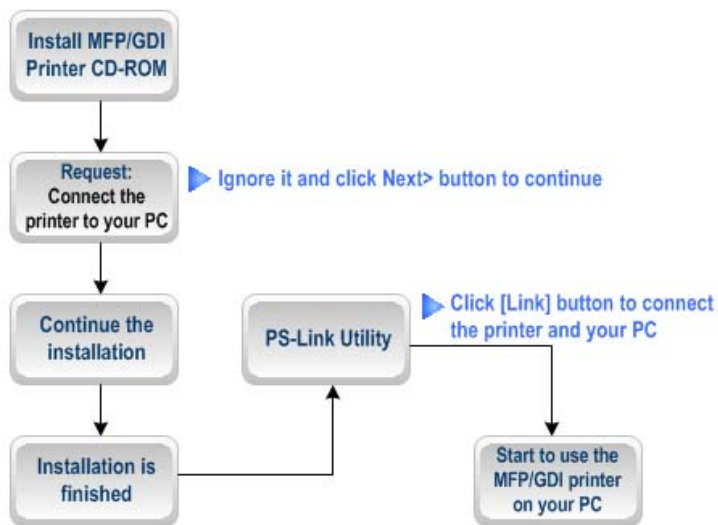 Install MFP/GDI
Printer CD-ROM
Request:
Connect the
printer to your PC
Ignore it and click Next> button to continue
Continue the
installation
Installation is
finished
PS-Link Utility
Click [Link] button to connect
the printer and your PC
Start to use the
MFP/GDI printer
on your PC